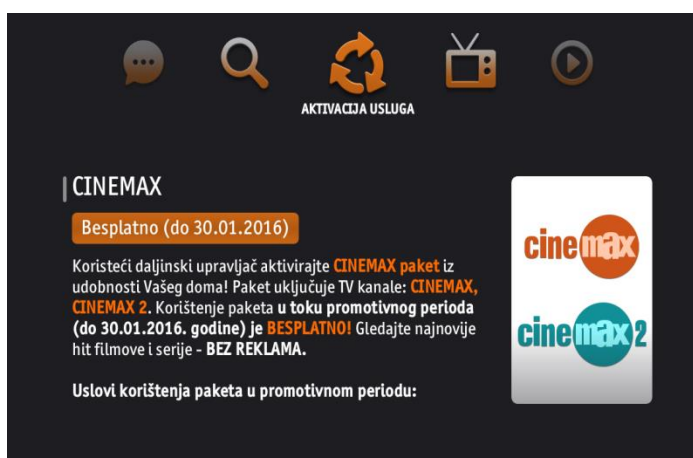 AKTIVACIJA USLUGA
CINEMAX
Besplatno (do 30.01.2016)
Koristeći daljinski upravljač aktivirajte CINEMAX paket iz
udobnosti Vašeg doma! Paket uključuje TV kanale: CINEMAX,
CINEMAX 2. Korištenje paketa u toku promotivnog perioda
(do 30.01.2016. godine) je BESPLATNO! Gledajte najnovije
hit filmove i serije - BEZ REKLAMA.
Uslovi korištenja paketa u promotivnom periodu:
cinemax
cinemax2